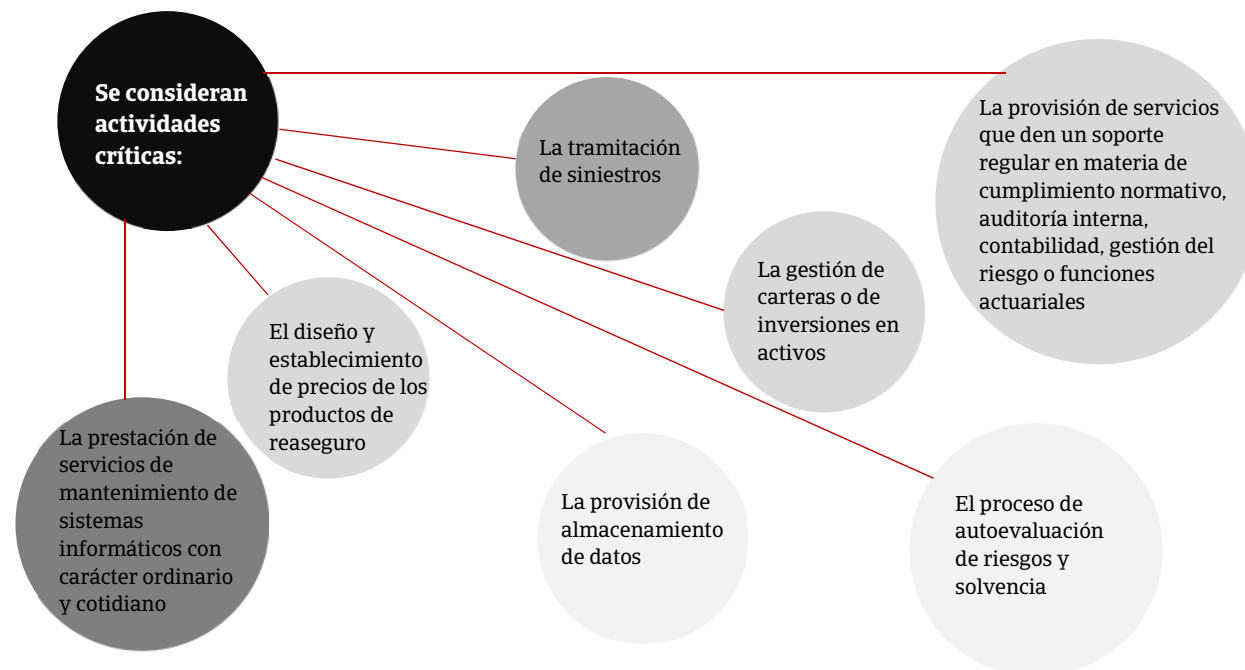 Se consideran
actividades
críticas:
La tramitación
de siniestros
La provisión de servicios
que den un soporte
regular en materia de
cumplimiento normativo,
auditoría interna,
contabilidad, gestión del
riesgo o funciones
actuariales
La gestión de
carteras o de
inversiones en
activos
El diseño y
establecimiento
de precios de los
productos de
reaseguro
La prestación de
servicios de
mantenimiento de
sistemas
informáticos con
carácter ordinario
y cotidiano
La provisión de
almacenamiento
de datos
El proceso de
autoevaluación
de riesgos y
solvencia